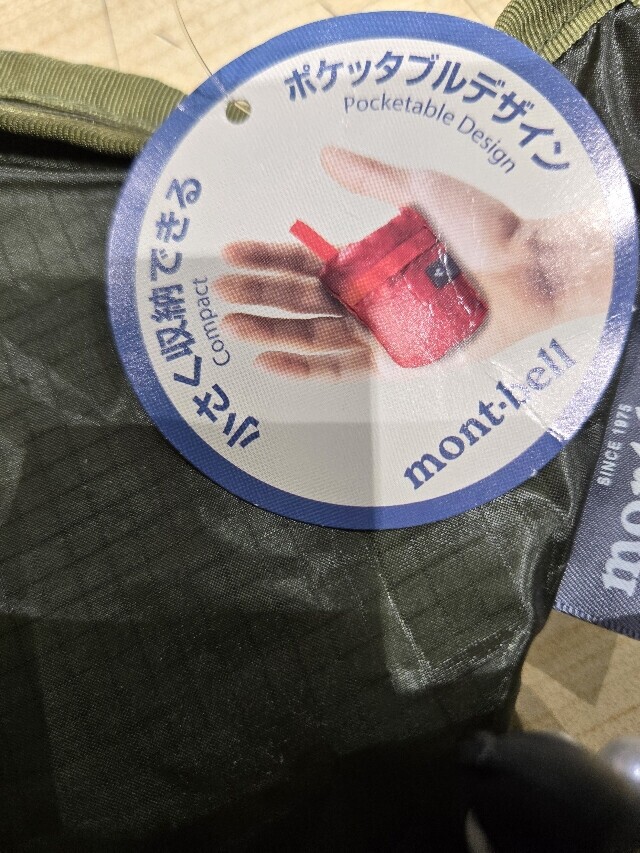 ポケッタブルデザイン
Pocketable Design
小さく収納できる
Compact
mont-bell
SINCE 1975
mon